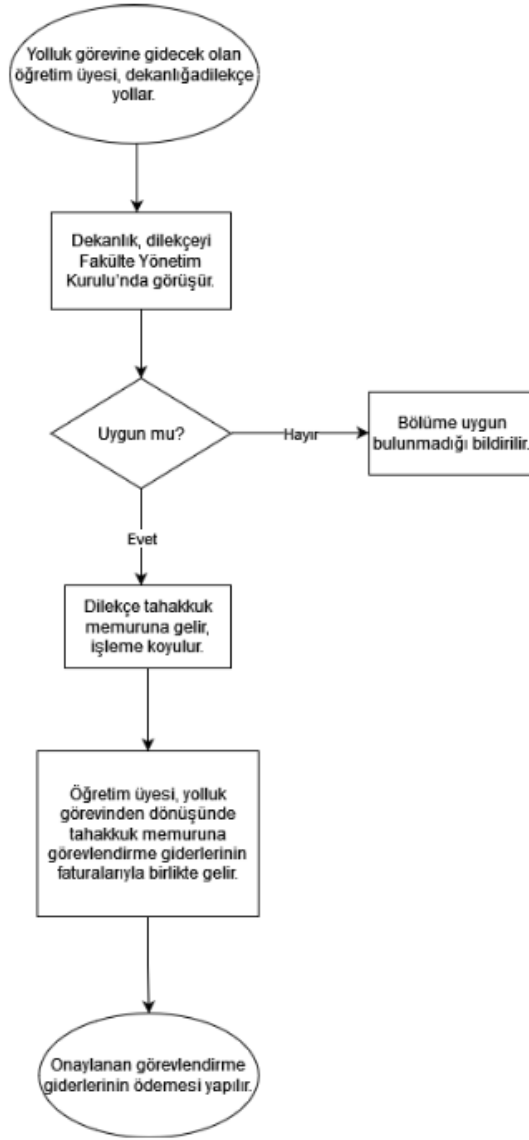 Yolluk görevine gidecek olan
öğretim üyesi, dekanlığadilekçe
yollar.
Dekanlık, dilekçeyi
Fakülte Yönetim
Kurulu'nda görüşür.
Uygun mu?
Hayır
Bölüme uygun
bulunmadığı bildirilir.
Evet
Dilekçe tahakkuk
memuruna gelir,
işleme koyulur.
Öğretim üyesi, yolluk
görevinden dönüşünde
tahakkuk memuruna
görevlendirme giderlerinin
faturalarıyla birlikte gelir.
Onaylanan görevlendirme
giderlerinin ödemesi yapılır.